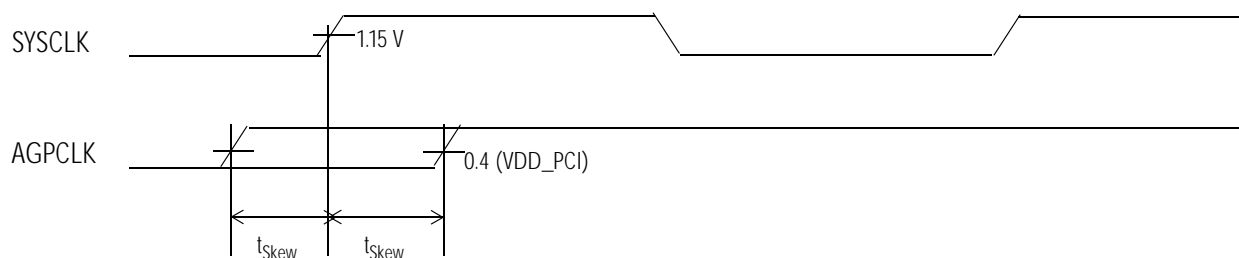 SYSCLK
1.15 V
AGPCLK
0.4 (VDD_PCI)
tSkew
tSkew